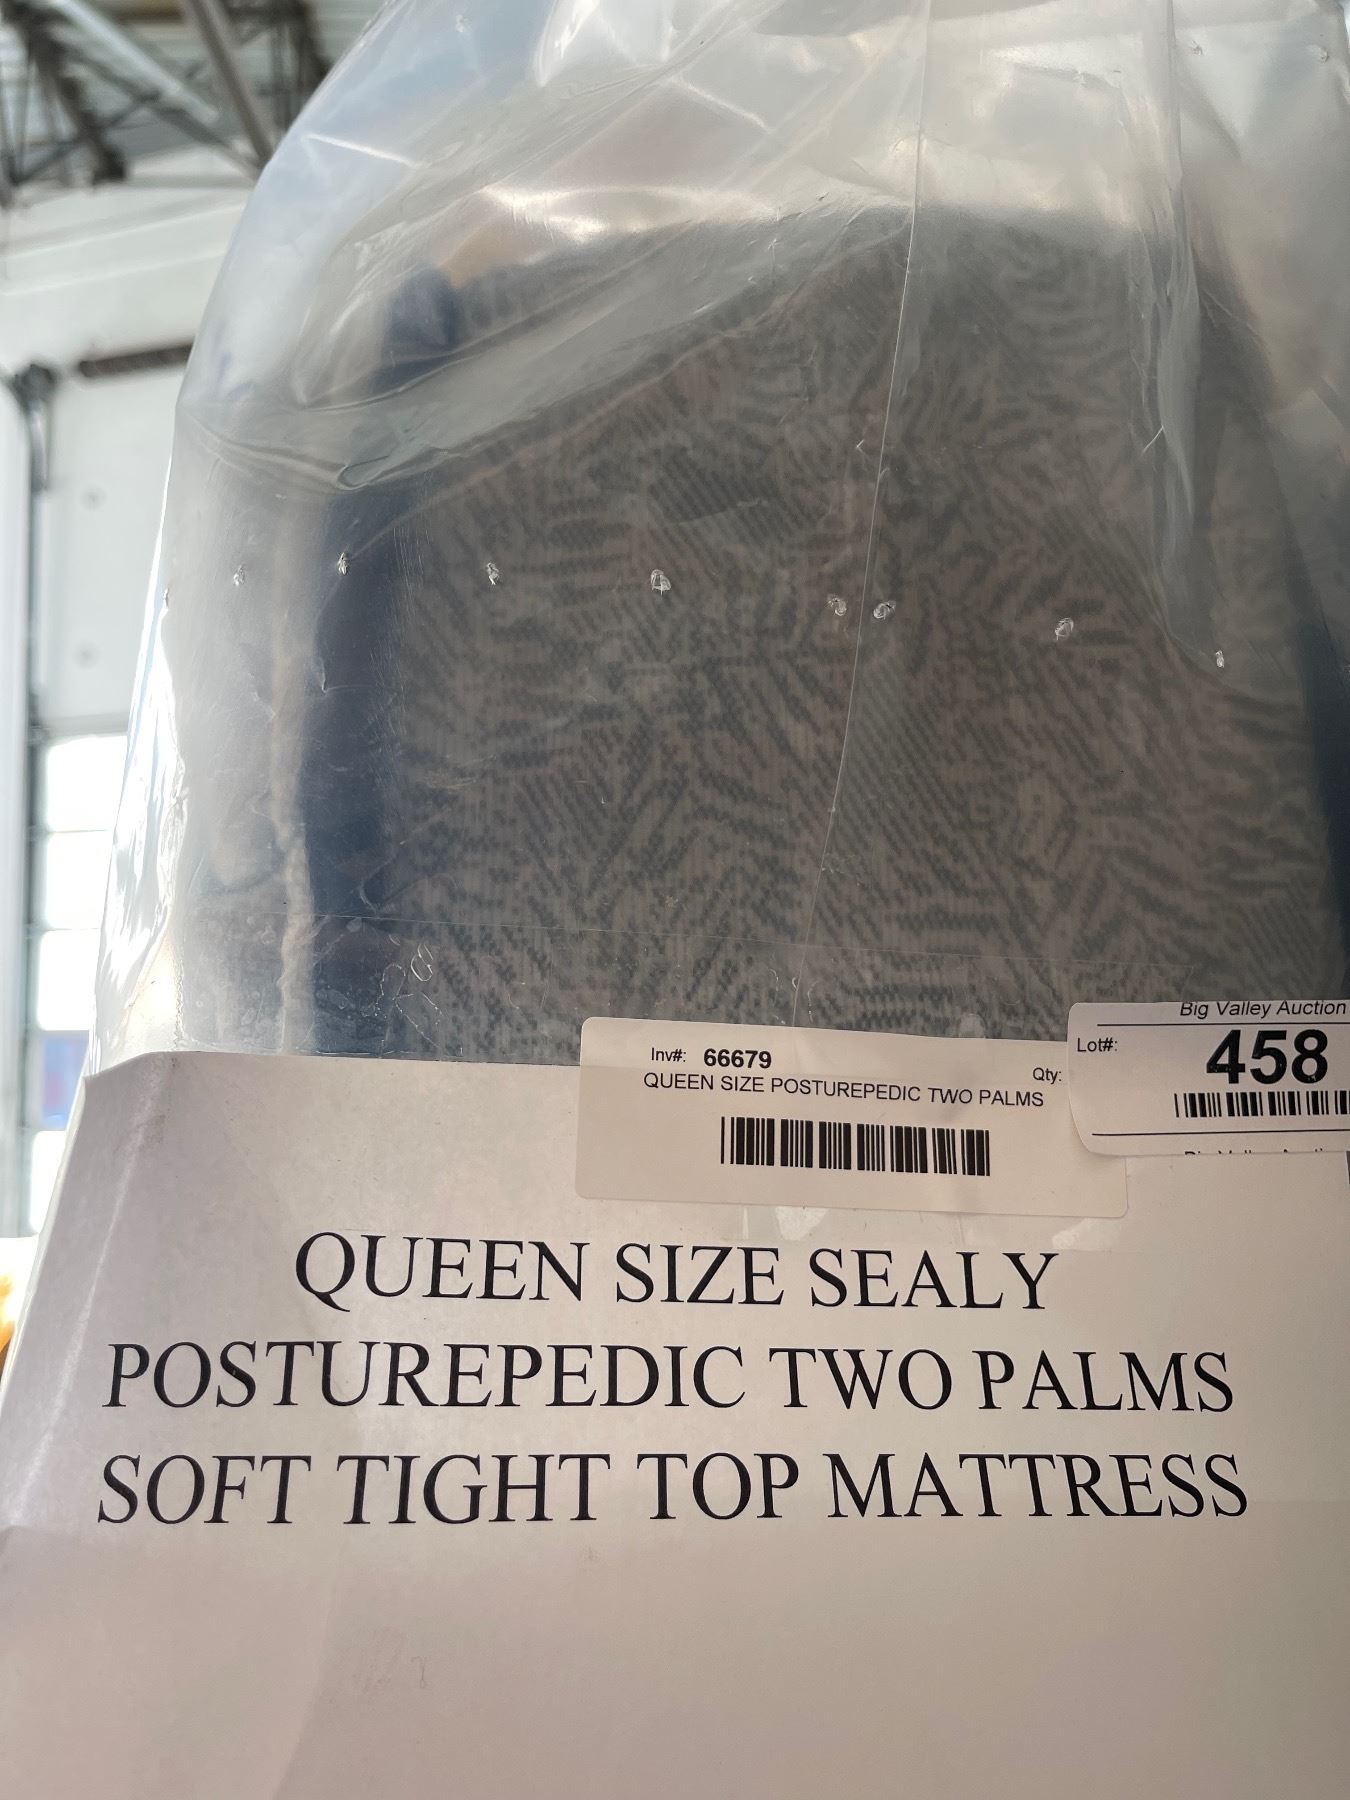 Big Valley Auction
Lot#: 458
Inv#: 66679
Qty:
QUEEN SIZE POSTUREPEDIC TWO PALMS
QUEEN SIZE SEALY
POSTUREPEDIC TWO PALMS
SOFT TIGHT TOP MATTRESS